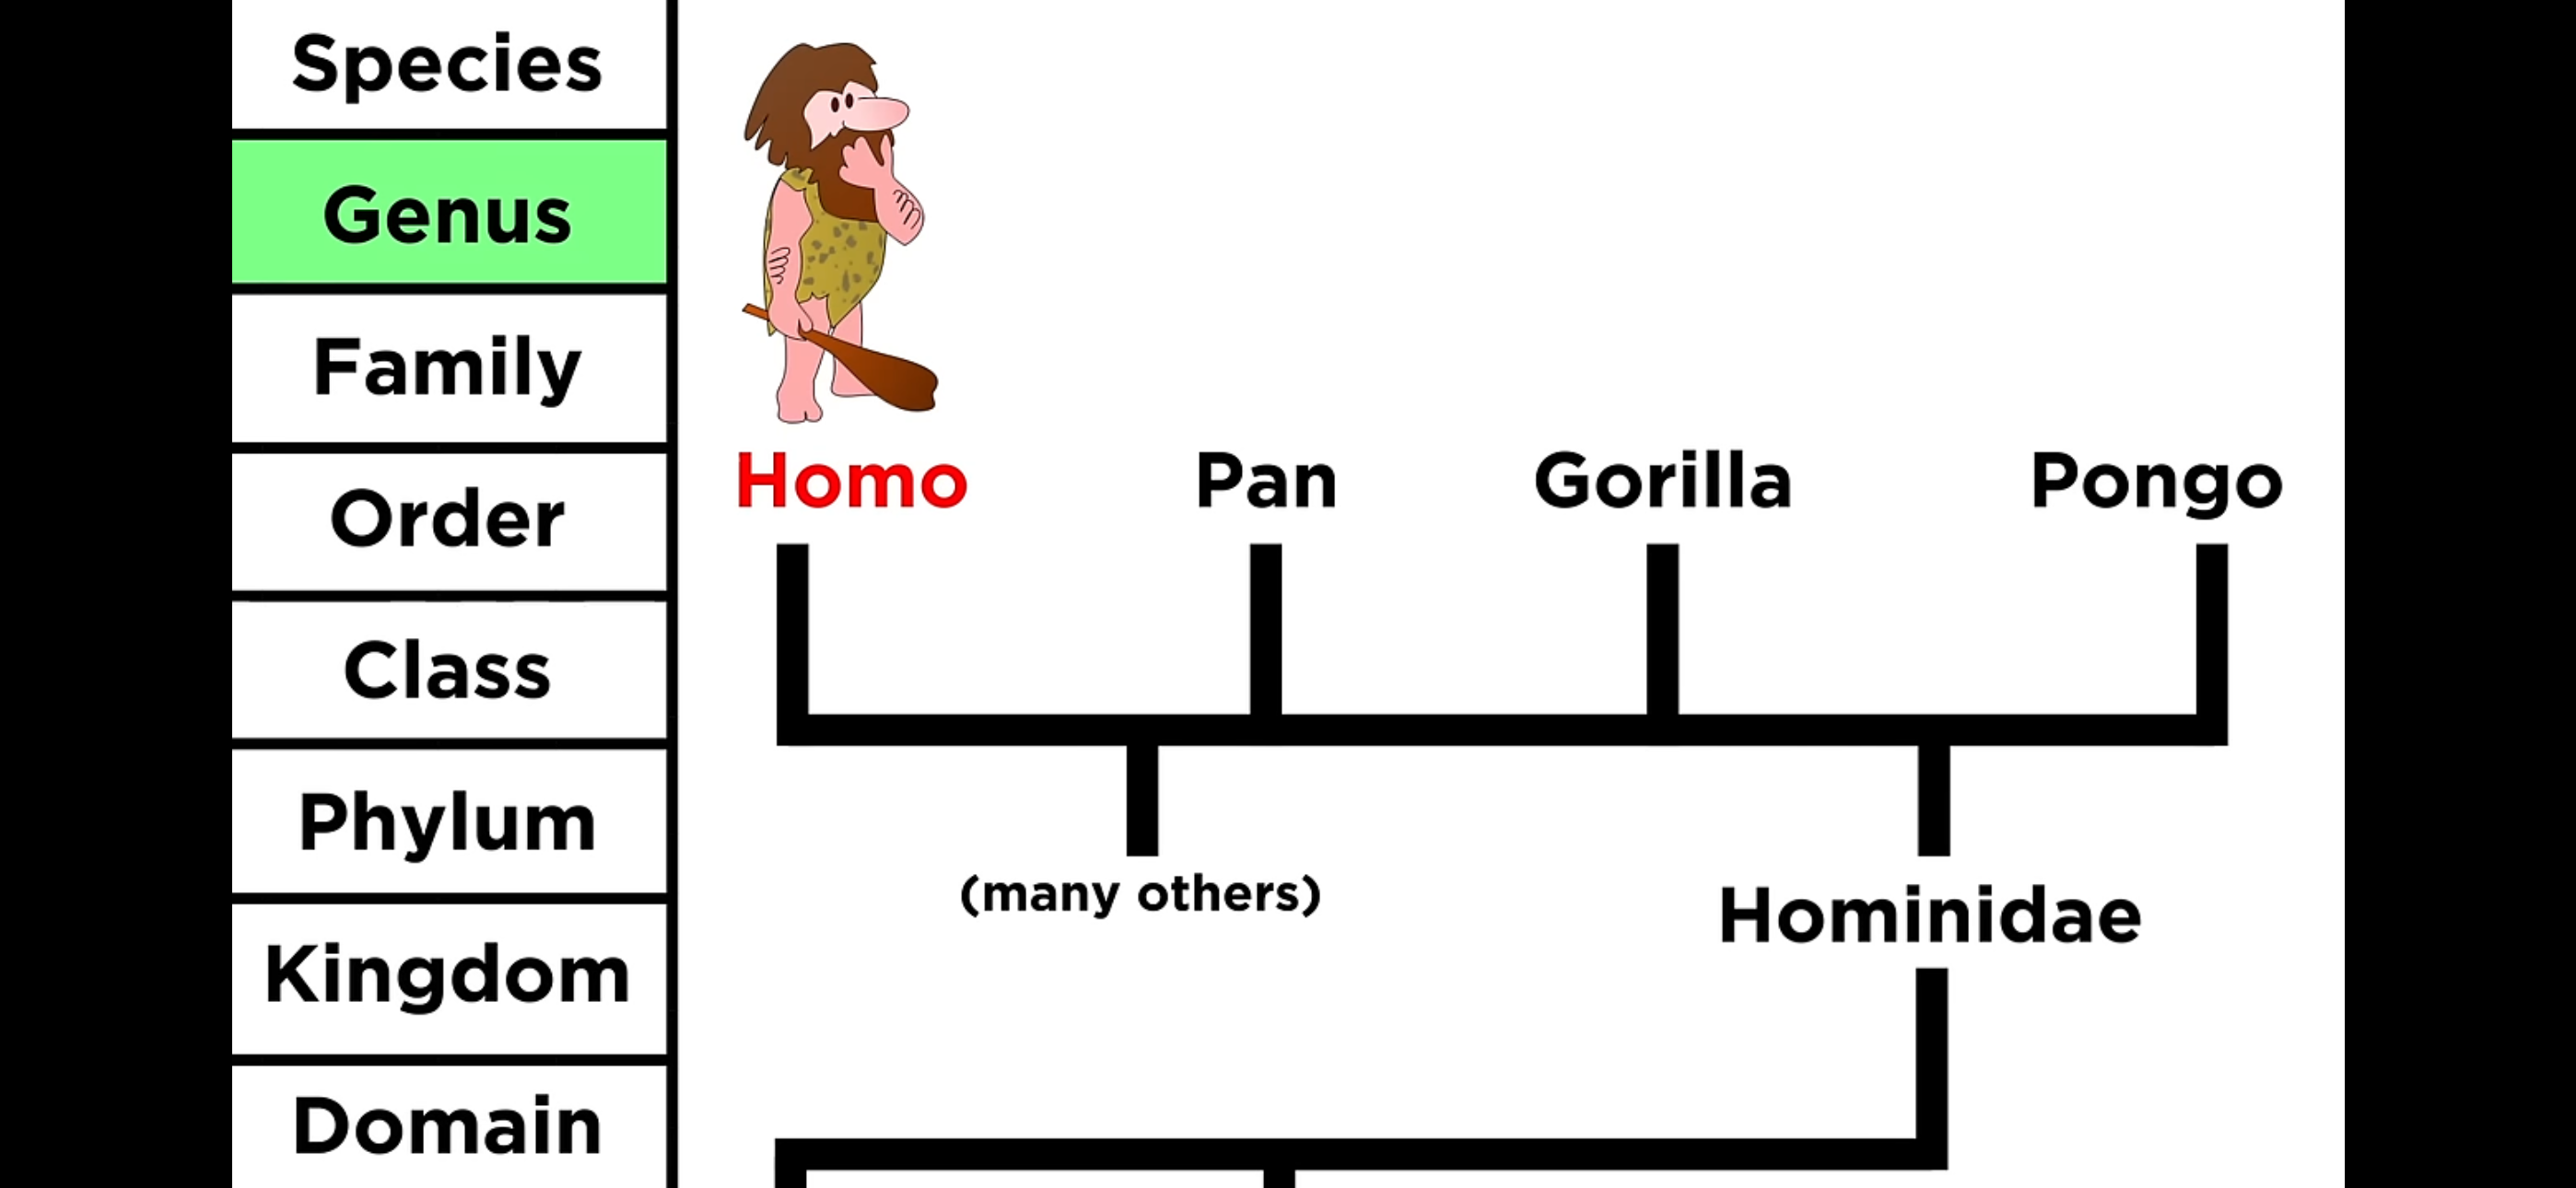 Species
Genus
Family
Order
Class
Phylum
Kingdom
Domain
Homo
Pan
Gorilla
Pongo
(many others)
Hominidae